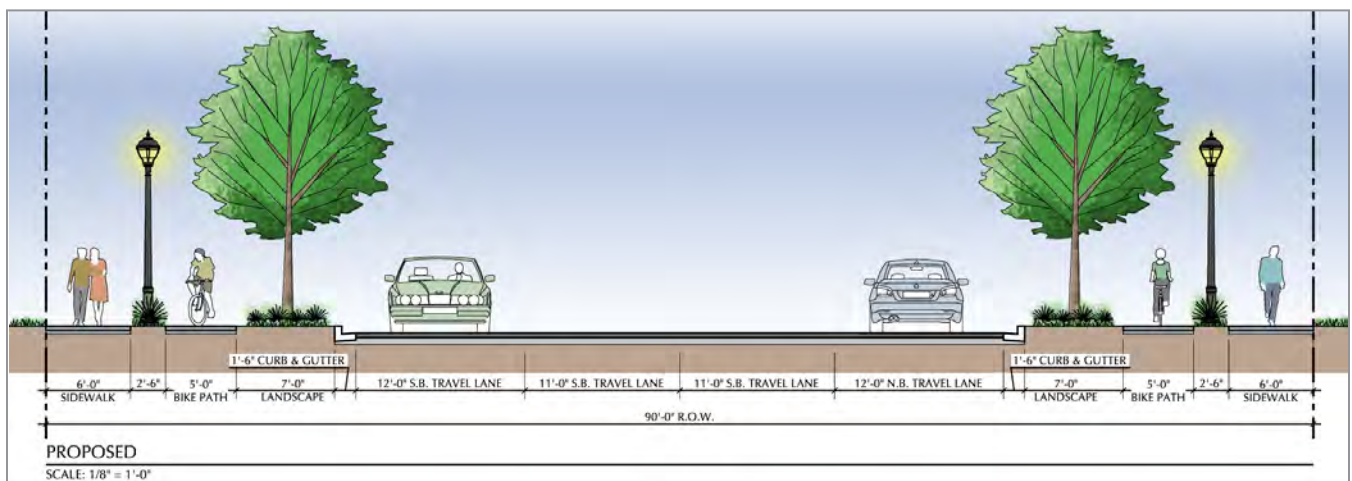 1'-6" CURB & GUTTER 1'-6" CURB & GUTTER
6'-0" 2'-6" 5'-0" 7'-0" 12'-0" S.B. TRAVEL LANE 11'-0" S.B. TRAVEL LANE 11'-0" S.B. TRAVEL LANE 12'-0" N.B. TRAVEL LANE 7'-0" 5'-0" 2'-6" 6'-0"
SIDEWALK BIKE PATH LANDSCAPE LANDSCAPE BIKE PATH SIDEWALK
90'-0" R.O.W.
PROPOSED
SCALE: 1/8" = 1'-0"